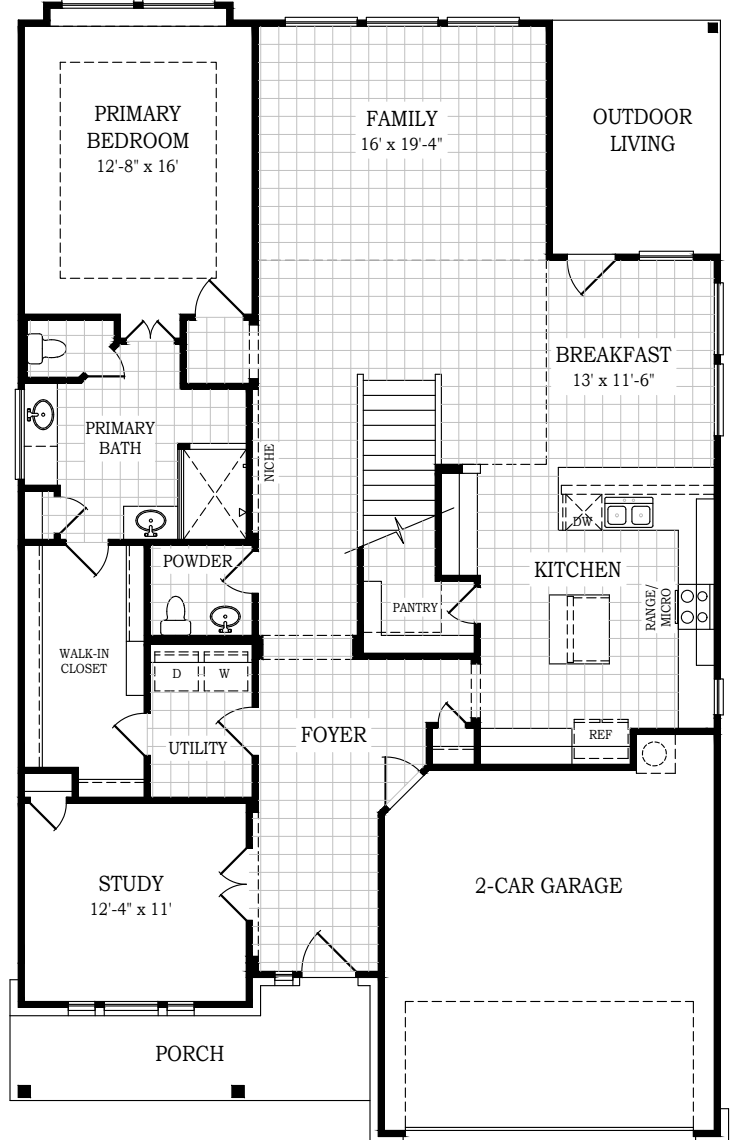 PRIMARY
BEDROOM
12'-8" x 16'
FAMILY
16' x 19'-4"
OUTDOOR
LIVING
BREAKFAST
13' x 11'-6"
PRIMARY
BATH
NICHE
DW
POWDER
KITCHEN
RANGE/
MICRO
PANTRY
WALK-IN
CLOSET
D
W
UTILITY
FOYER
REF
STUDY
12'-4" x 11'
2-CAR GARAGE
PORCH